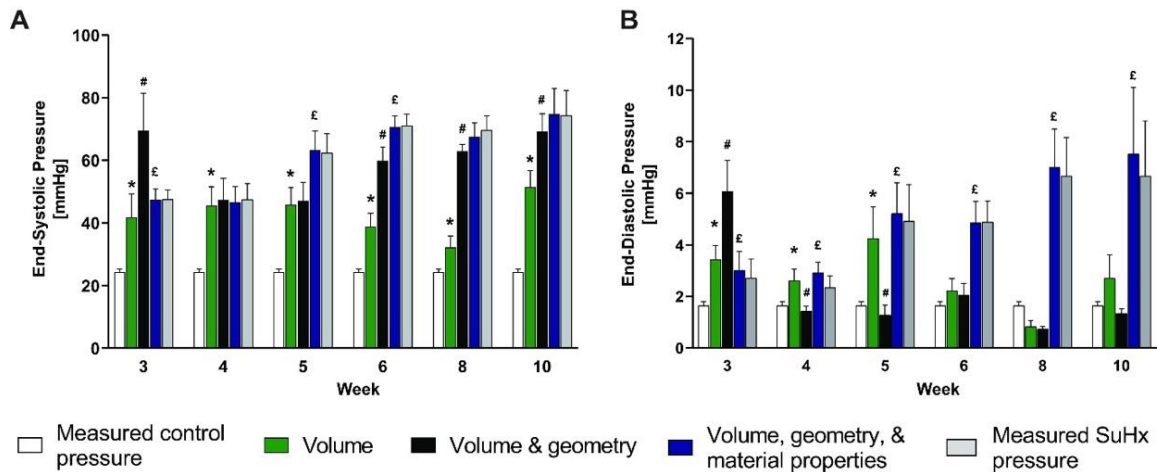 A
End-Systolic Pressure
[mmHg]
100
80
60
40
20
0
#
*
£
*
*
£
*
#
£
*
#
*
#
3 4 5 6 8 10
Week
B
End-Diastolic Pressure
[mmHg]
12
10
8
6
4
2
0
*
#
£
*
#
£
*
#
£
£
£
£
3 4 5 6 8 10
Week
Measured control
pressure
Volume
Volume & geometry
Volume, geometry, &
material properties
Measured SuHx
pressure